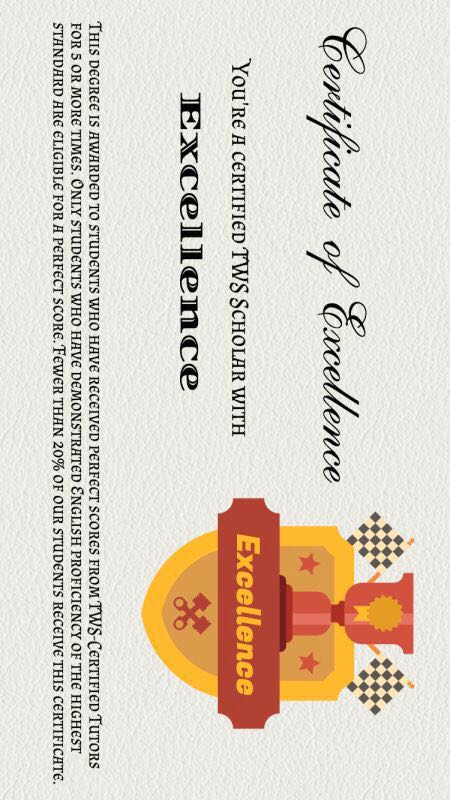 Certificate of Excellence
You're a certified TWS Scholar with
Excellence
Excellence
This degree is awarded to students who have received perfect scores from TWS-Certified Tutors
for 5 or more times. Only students who have demonstrated English proficiency of the highest
standard are eligible for a perfect score. Fewer than 20% of our students receive this certificate.